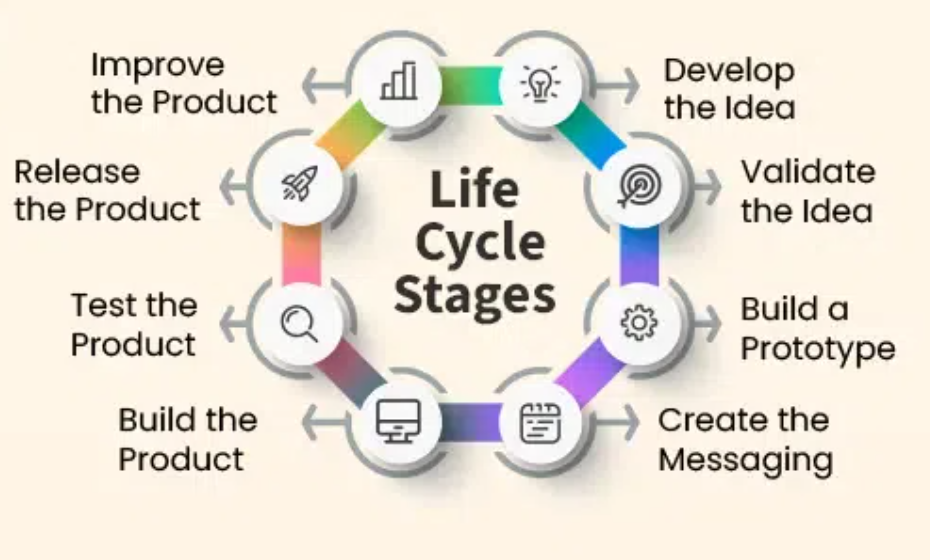 Life
Cycle
Stages
Develop
the Idea
Validate
the Idea
Build a
Prototype
Create the
Messaging
Build the
Product
Test the
Product
Release
the Product
Improve
the Product